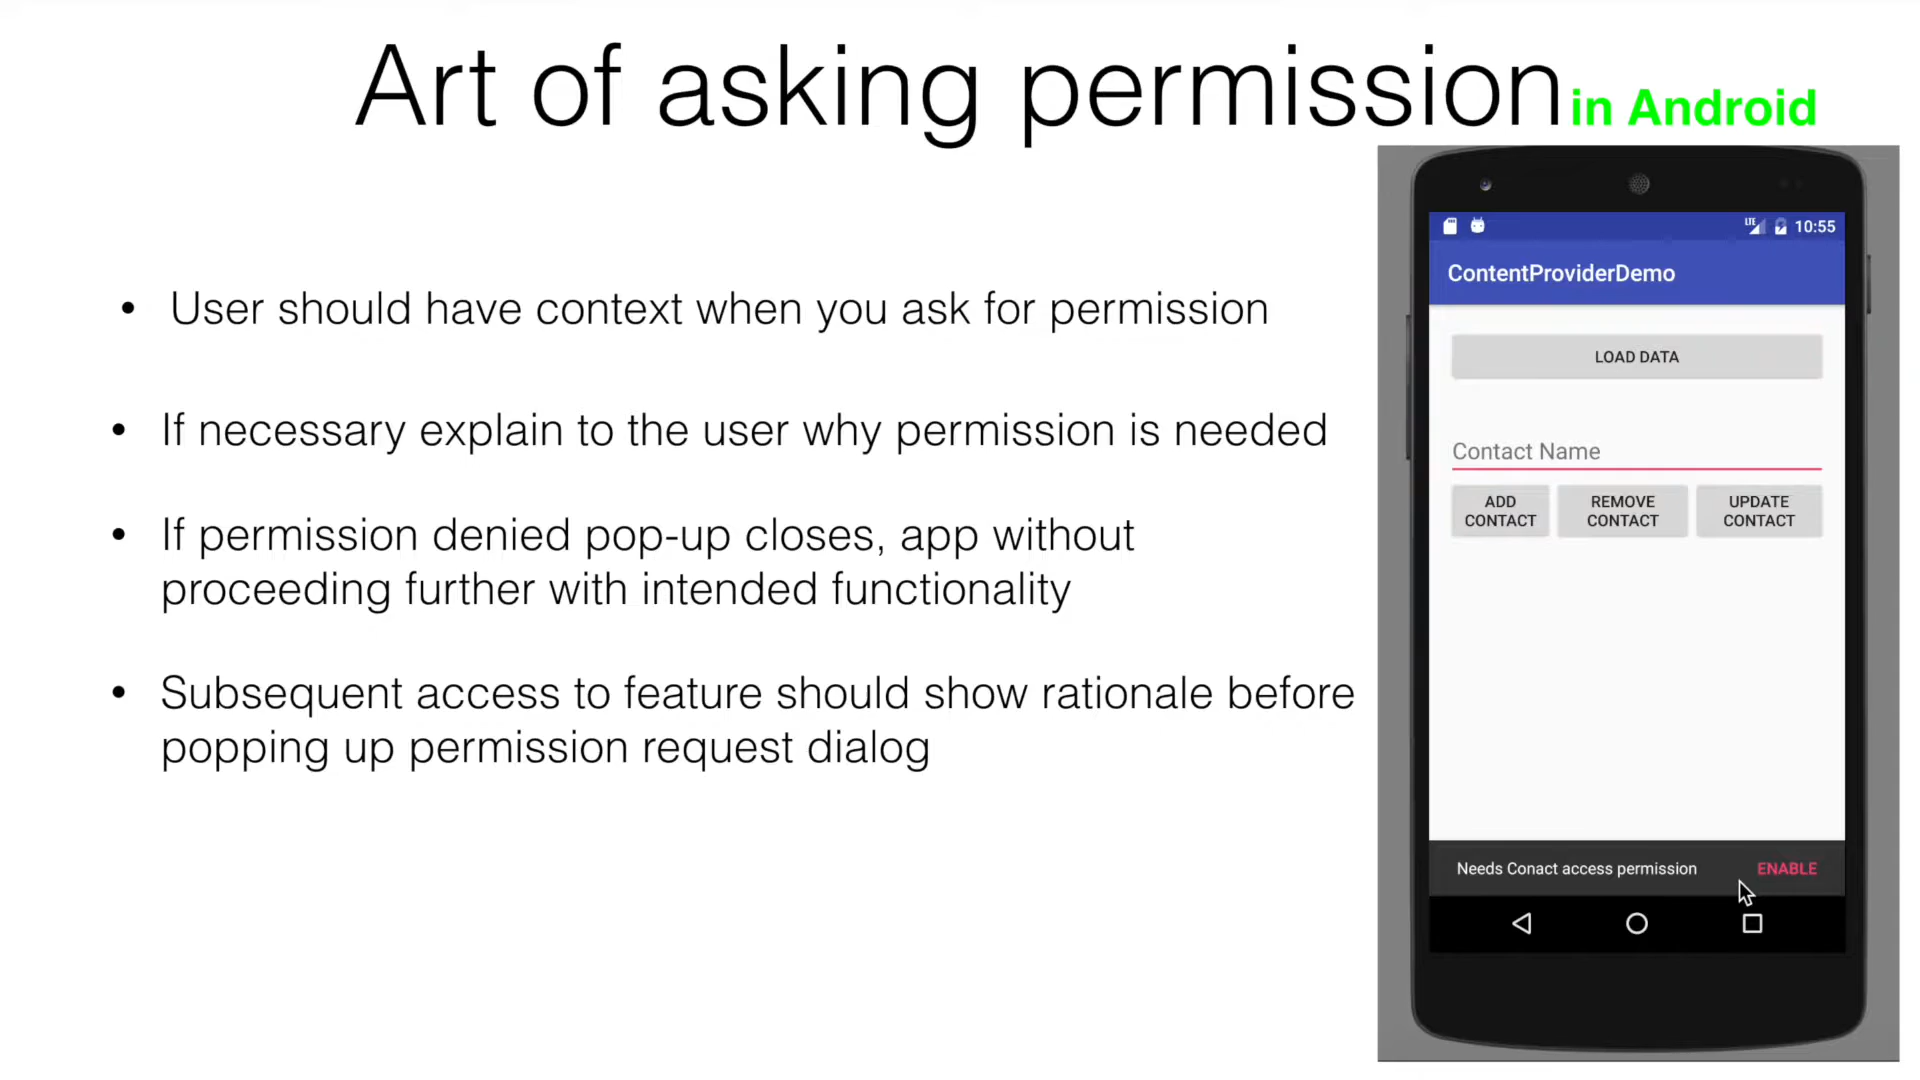 Art of asking permission in Android
• User should have context when you ask for permission
• If necessary explain to the user why permission is needed
• If permission denied pop-up closes, app without
proceeding further with intended functionality
• Subsequent access to feature should show rationale before
popping up permission request dialog
LTE 10:55
ContentProviderDemo
LOAD DATA
Contact Name
ADD
CONTACT
REMOVE
CONTACT
UPDATE
CONTACT
Needs Conact access permission ENABLE